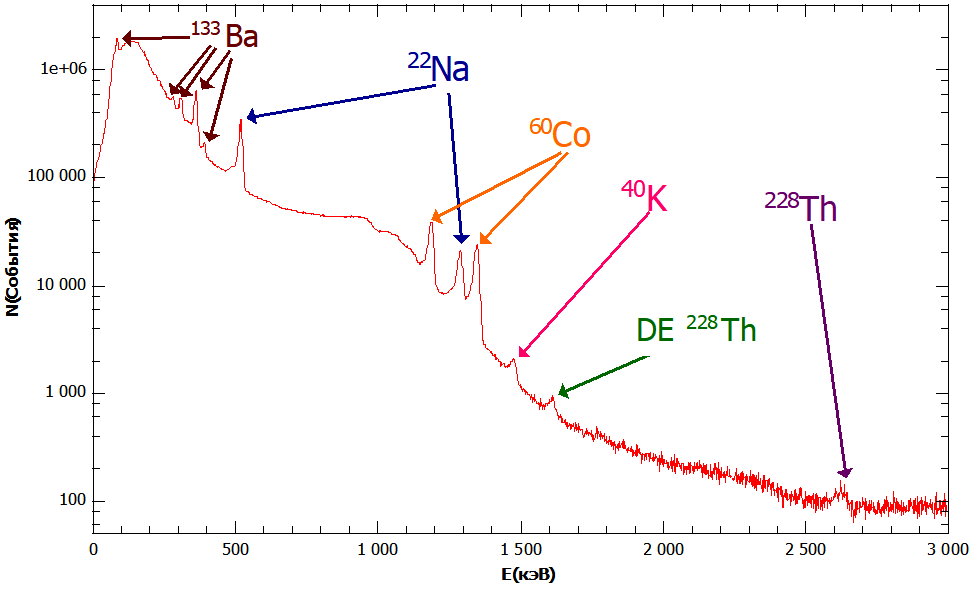 ¹³³Ba
²²Na
⁶⁰Co
⁴⁰K
²²⁸Th
DE ²²⁸Th
N(События)
1e+06
100 000
10 000
1 000
100
0 500 1 000 1 500 2 000 2 500 3 000
E(кэВ)